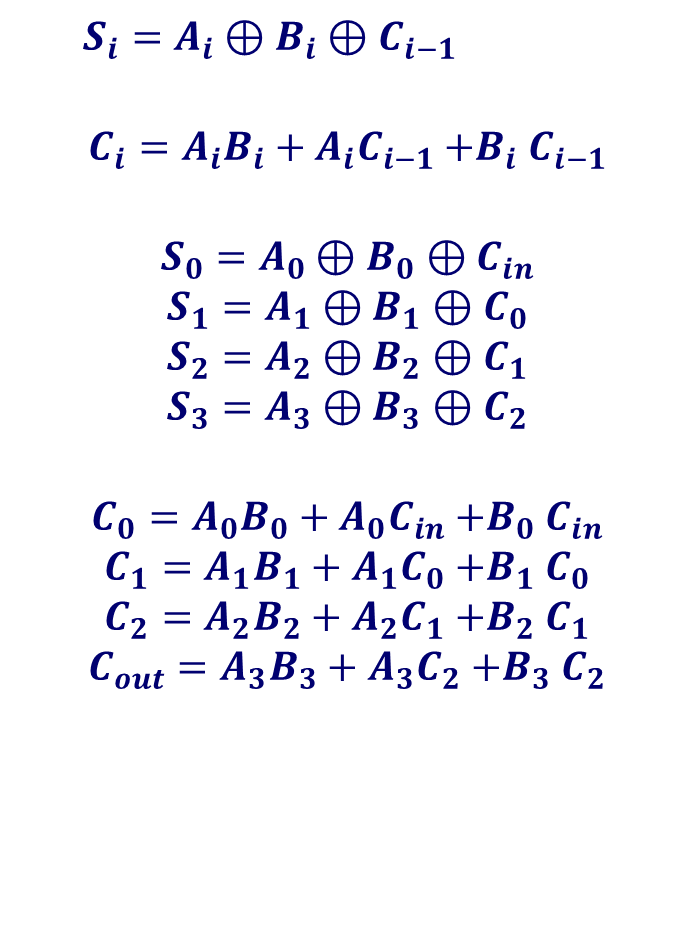 Sᵢ = Aᵢ ⊕ Bᵢ ⊕ Cᵢ₋₁
Cᵢ = AᵢBᵢ + AᵢCᵢ₋₁ +Bᵢ Cᵢ₋₁
S₀ = A₀ ⊕ B₀ ⊕ Cᵢₙ
S₁ = A₁ ⊕ B₁ ⊕ C₀
S₂ = A₂ ⊕ B₂ ⊕ C₁
S₃ = A₃ ⊕ B₃ ⊕ C₂
C₀ = A₀B₀ + A₀Cᵢₙ +B₀ Cᵢₙ
C₁ = A₁B₁ + A₁C₀ +B₁ C₀
C₂ = A₂B₂ + A₂C₁ +B₂ C₁
Cₒᵤₜ = A₃B₃ + A₃C₂ +B₃ C₂